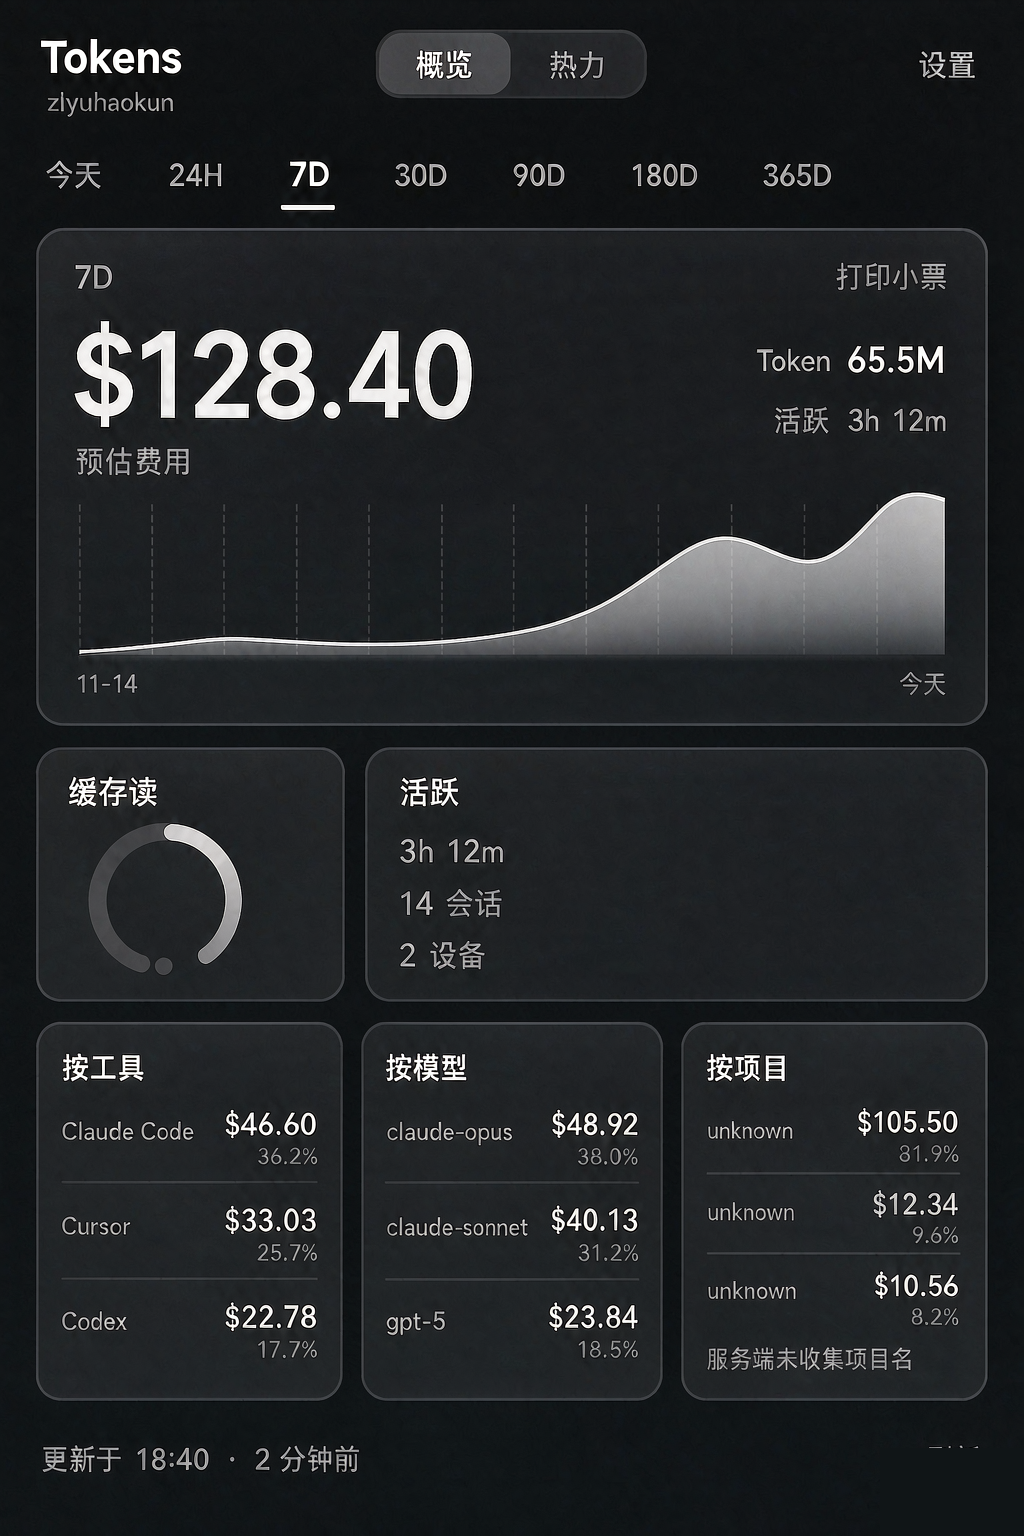 Tokens
zlyuhaokun
概览 热力
设置
今天 24H 7D 30D 90D 180D 365D
7D
打印小票
$128.40
Token 65.5M
活跃 3h 12m
预估费用
11-14
今天
缓存读
活跃
3h 12m
14 会话
2 设备
按工具
Claude Code $46.60
36.2%
Cursor $33.03
25.7%
Codex $22.78
17.7%
按模型
claude-opus $48.92
38.0%
claude-sonnet $40.13
31.2%
gpt-5 $23.84
18.5%
按项目
unknown $105.50
81.9%
unknown $12.34
9.6%
unknown $10.56
8.2%
服务端未收集项目名
更新于 18:40 · 2 分钟前